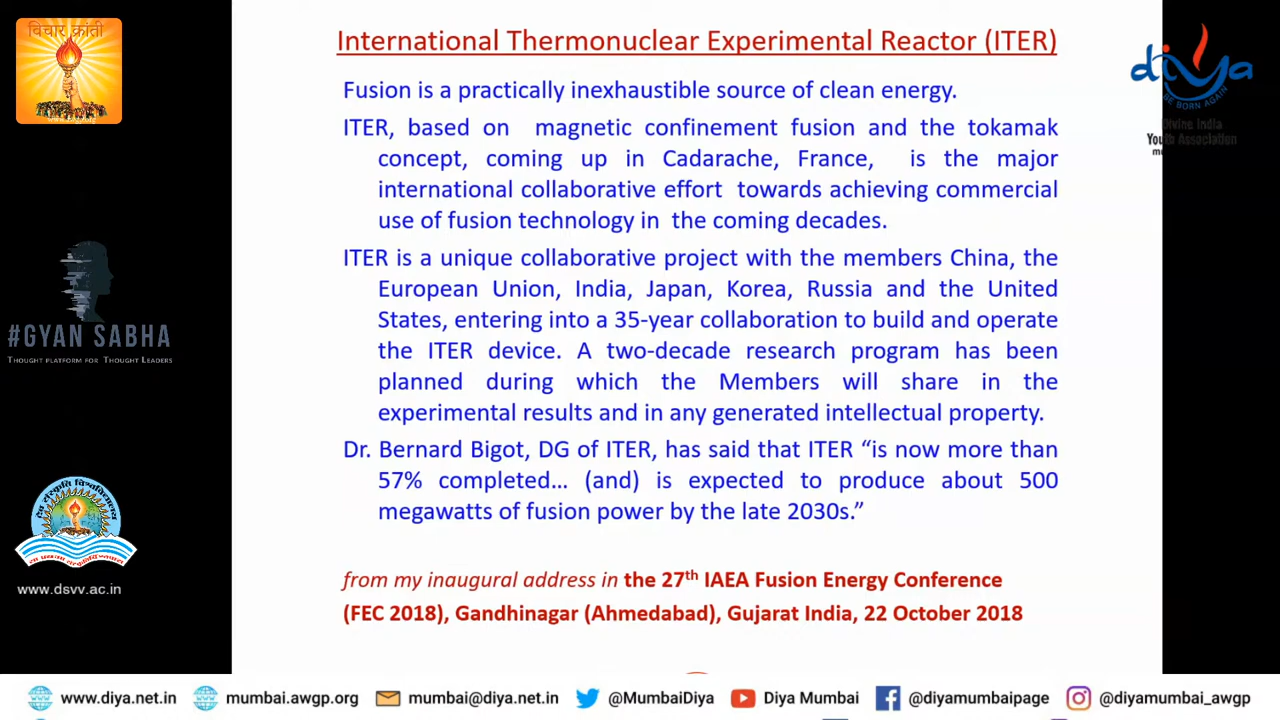 विचार क्रांती
International Thermonuclear Experimental Reactor (ITER)
diya
BE BORN AGAIN
Divine India
Youth Association
Fusion is a practically inexhaustible source of clean energy.
ITER, based on magnetic confinement fusion and the tokamak
concept, coming up in Cadarache, France, is the major
international collaborative effort towards achieving commercial
use of fusion technology in the coming decades.
ITER is a unique collaborative project with the members China, the
European Union, India, Japan, Korea, Russia and the United
States, entering into a 35-year collaboration to build and operate
the ITER device. A two-decade research program has been
planned during which the Members will share in the
experimental results and in any generated intellectual property.
Dr. Bernard Bigot, DG of ITER, has said that ITER “is now more than
57% completed… (and) is expected to produce about 500
megawatts of fusion power by the late 2030s.”
from my inaugural address in the 27th IAEA Fusion Energy Conference
(FEC 2018), Gandhinagar (Ahmedabad), Gujarat India, 22 October 2018
#GYAN SABHA
THOUGHT PLATFORM FOR THOUGHT LEADERS
www.dsvv.ac.in
www.diya.net.in
mumbai.awgp.org
mumbai@diya.net.in
@MumbaiDiya
Diya Mumbai
@diyamumbaipage
@diyamumbai_awgp